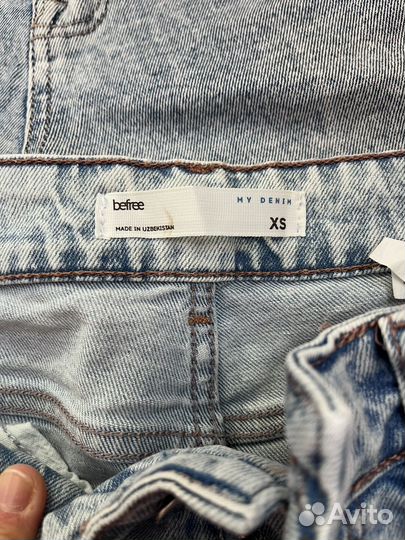 befree
MY DENIM
MADE IN UZBEKISTAN
XS
Avito